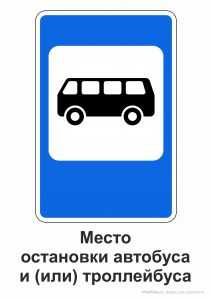 Место
остановки автобуса
и (или) троллейбуса